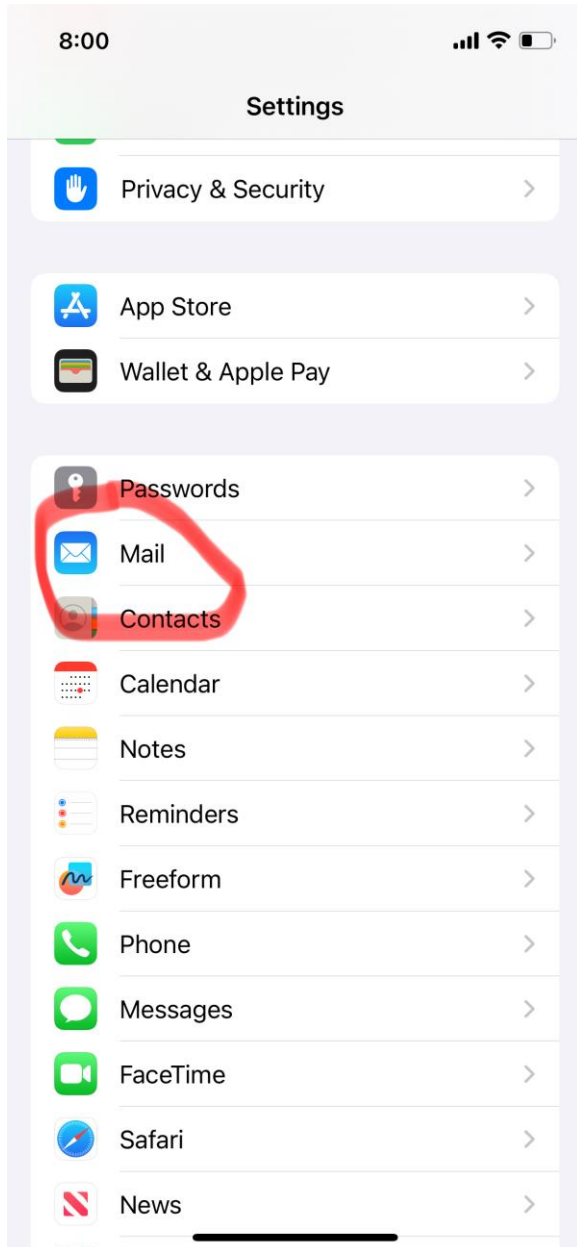 8:00
Settings
Privacy & Security
App Store
Wallet & Apple Pay
Passwords
Mail
Contacts
Calendar
Notes
Reminders
Freeform
Phone
Messages
FaceTime
Safari
News